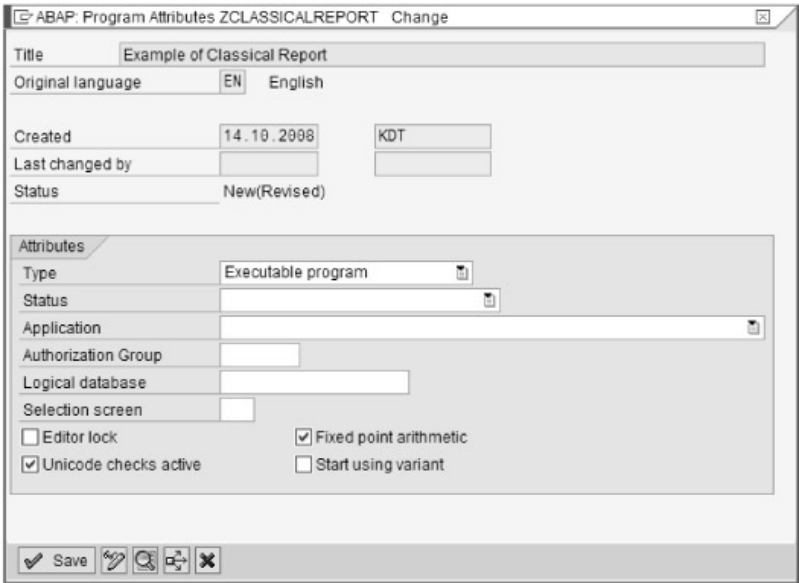 ABAP: Program Attributes ZCLASSICALREPORT Change
Title Example of Classical Report
Original language EN English
Created 14.10.2008 KDT
Last changed by
Status New(Revised)
Attributes
Type Executable program
Status
Application
Authorization Group
Logical database
Selection screen
Editor lock Fixed point arithmetic
Unicode checks active Start using variant
Save